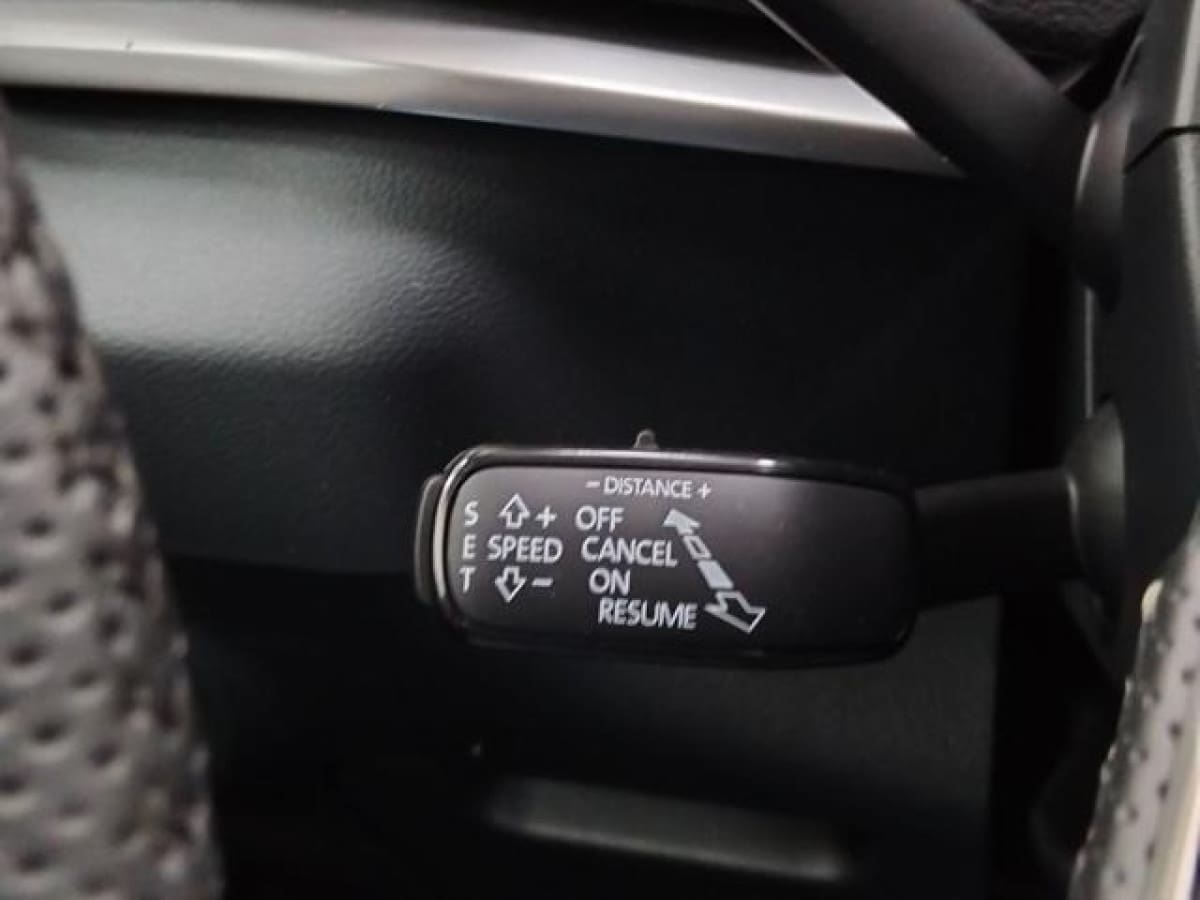 - DISTANCE +
S + OFF
E SPEED CANCEL
T - ON
RESUME